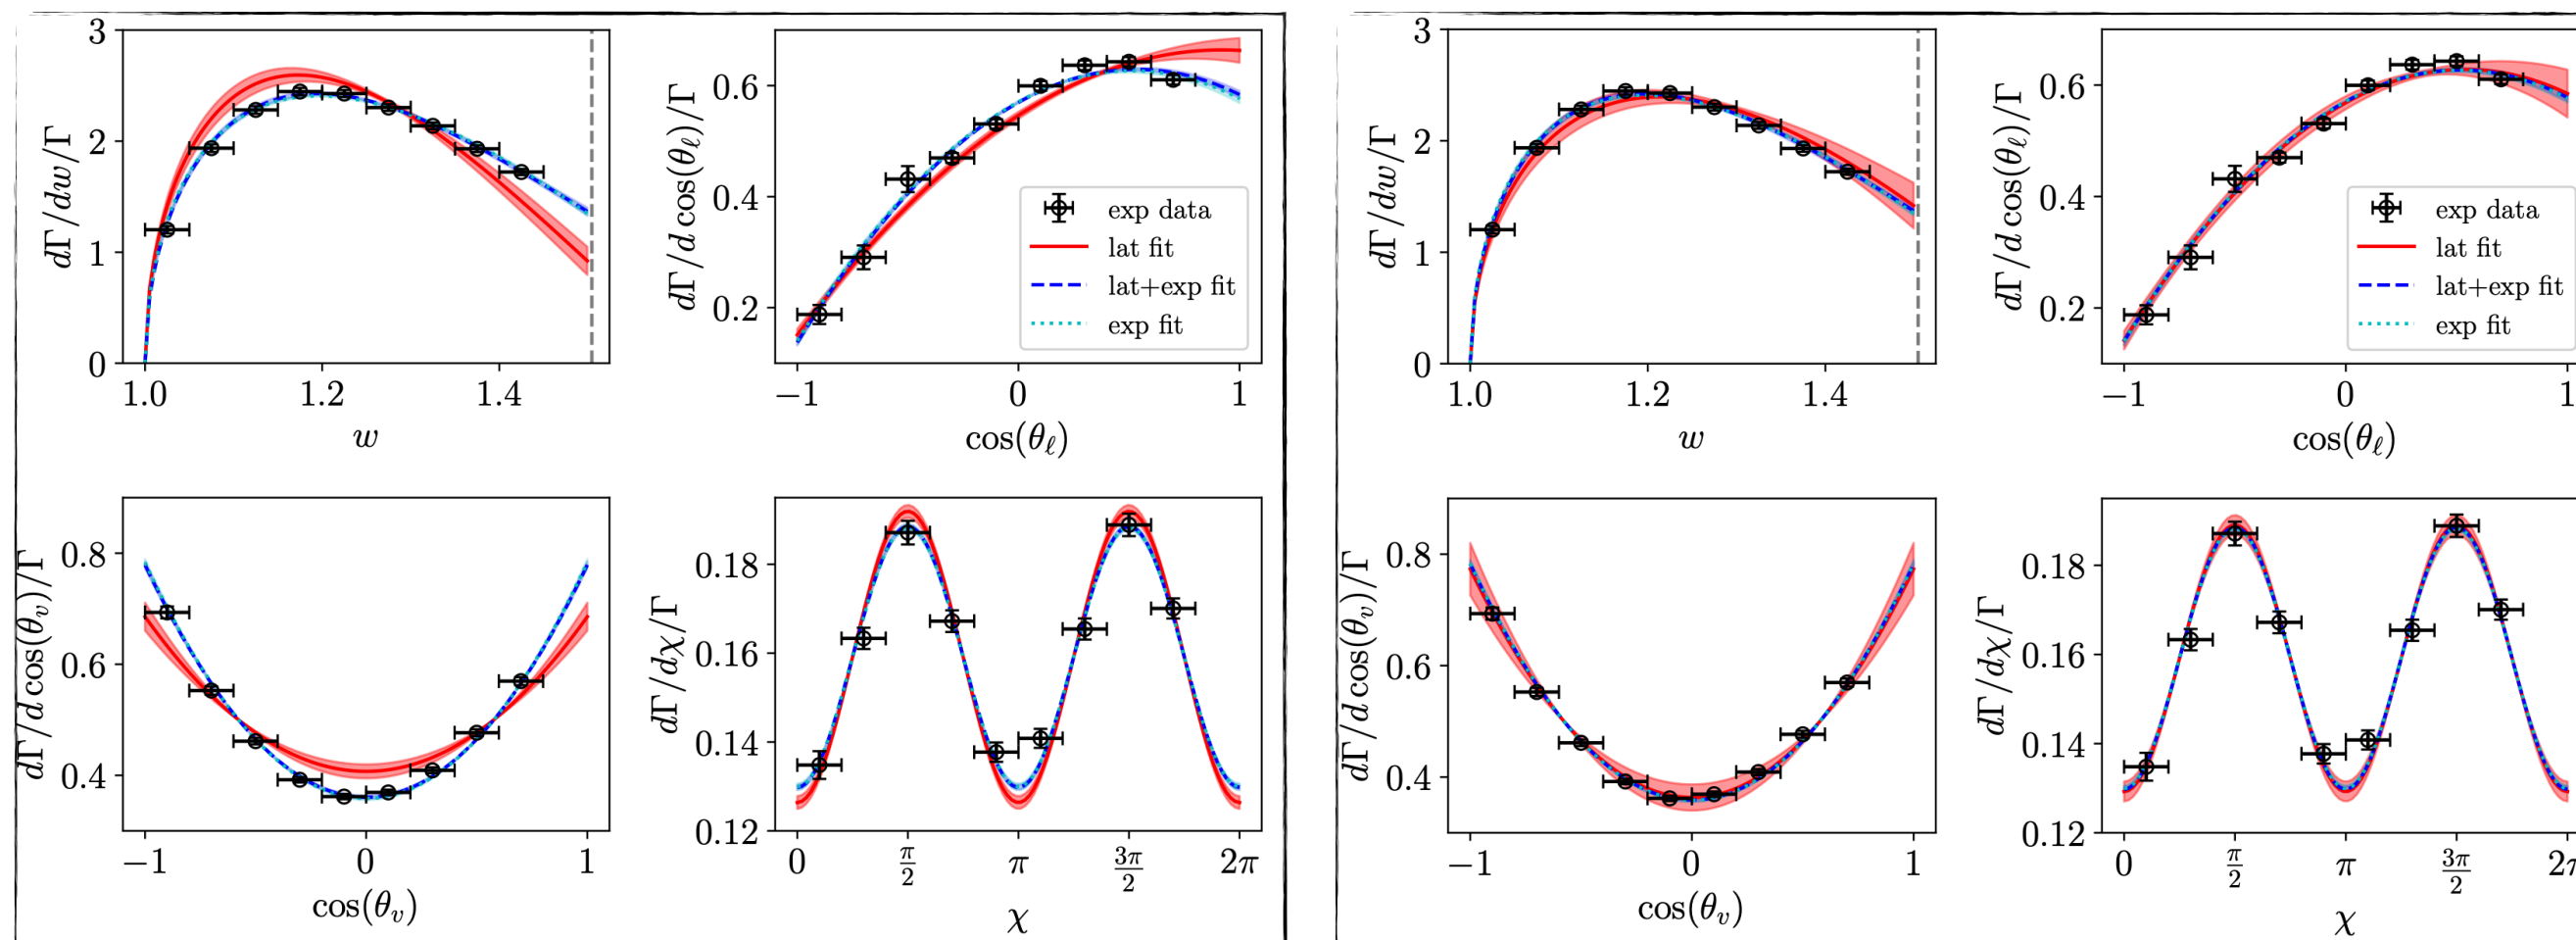 3
2
1
0
dΓ/dw/Γ
1.0 1.2 1.4
w
0.6
0.4
0.2
dΓ/d cos(θℓ)/Γ
−1 0 1
cos(θℓ)
exp data
lat fit
lat+exp fit
exp fit
0.8
0.6
0.4
dΓ/d cos(θv)/Γ
−1 0 1
cos(θv)
0.18
0.16
0.14
0.12
dΓ/dχ/Γ
0 π/2 π 3π/2 2π
χ
3
2
1
0
dΓ/dw/Γ
1.0 1.2 1.4
w
0.6
0.4
0.2
dΓ/d cos(θℓ)/Γ
−1 0 1
cos(θℓ)
exp data
lat fit
lat+exp fit
exp fit
0.8
0.6
0.4
dΓ/d cos(θv)/Γ
−1 0 1
cos(θv)
0.18
0.16
0.14
0.12
dΓ/dχ/Γ
0 π/2 π 3π/2 2π
χ